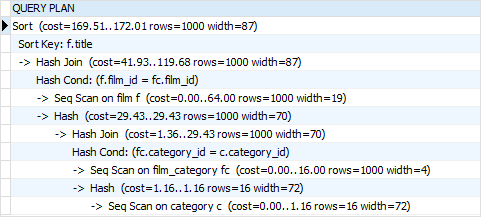 QUERY PLAN
Sort (cost=169.51..172.01 rows=1000 width=87)
Sort Key: f.title
-> Hash Join (cost=41.93..119.68 rows=1000 width=87)
Hash Cond: (f.film_id = fc.film_id)
-> Seq Scan on film f (cost=0.00..64.00 rows=1000 width=19)
-> Hash (cost=29.43..29.43 rows=1000 width=70)
-> Hash Join (cost=1.36..29.43 rows=1000 width=70)
Hash Cond: (fc.category_id = c.category_id)
-> Seq Scan on film_category fc (cost=0.00..16.00 rows=1000 width=4)
-> Hash (cost=1.16..1.16 rows=16 width=72)
-> Seq Scan on category c (cost=0.00..1.16 rows=16 width=72)